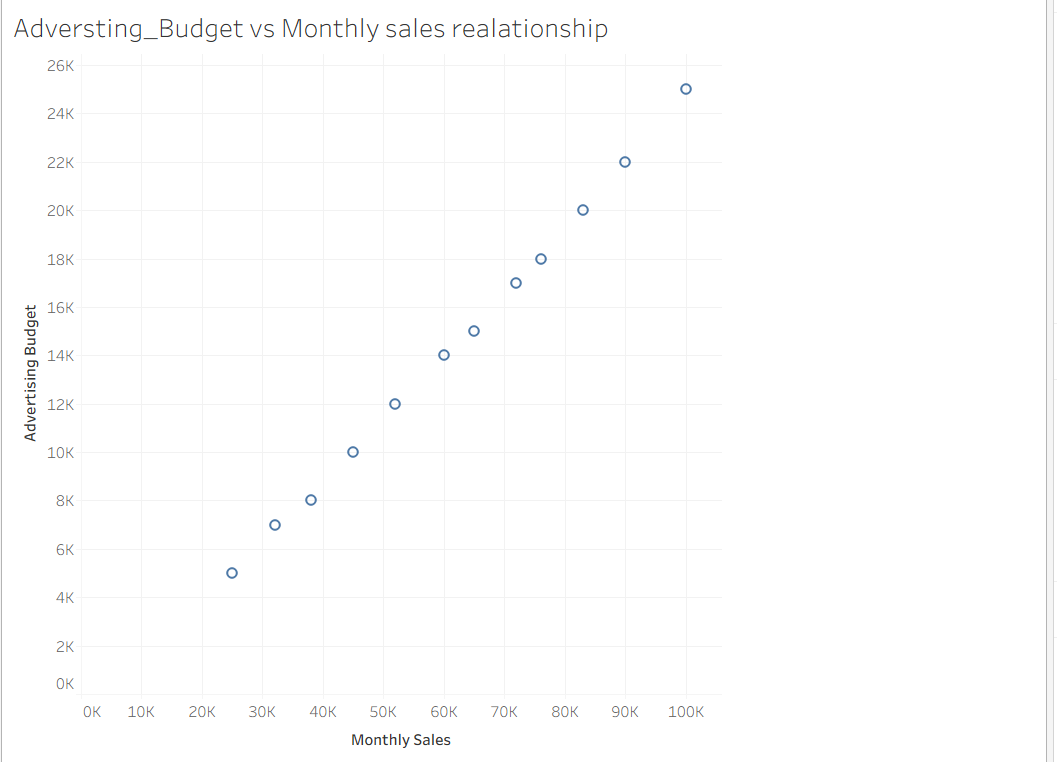 Adversting_Budget vs Monthly sales realationship
26K
24K
22K
20K
18K
16K
14K
12K
10K
8K
6K
4K
2K
0K
Advertising Budget
0K 10K 20K 30K 40K 50K 60K 70K 80K 90K 100K
Monthly Sales